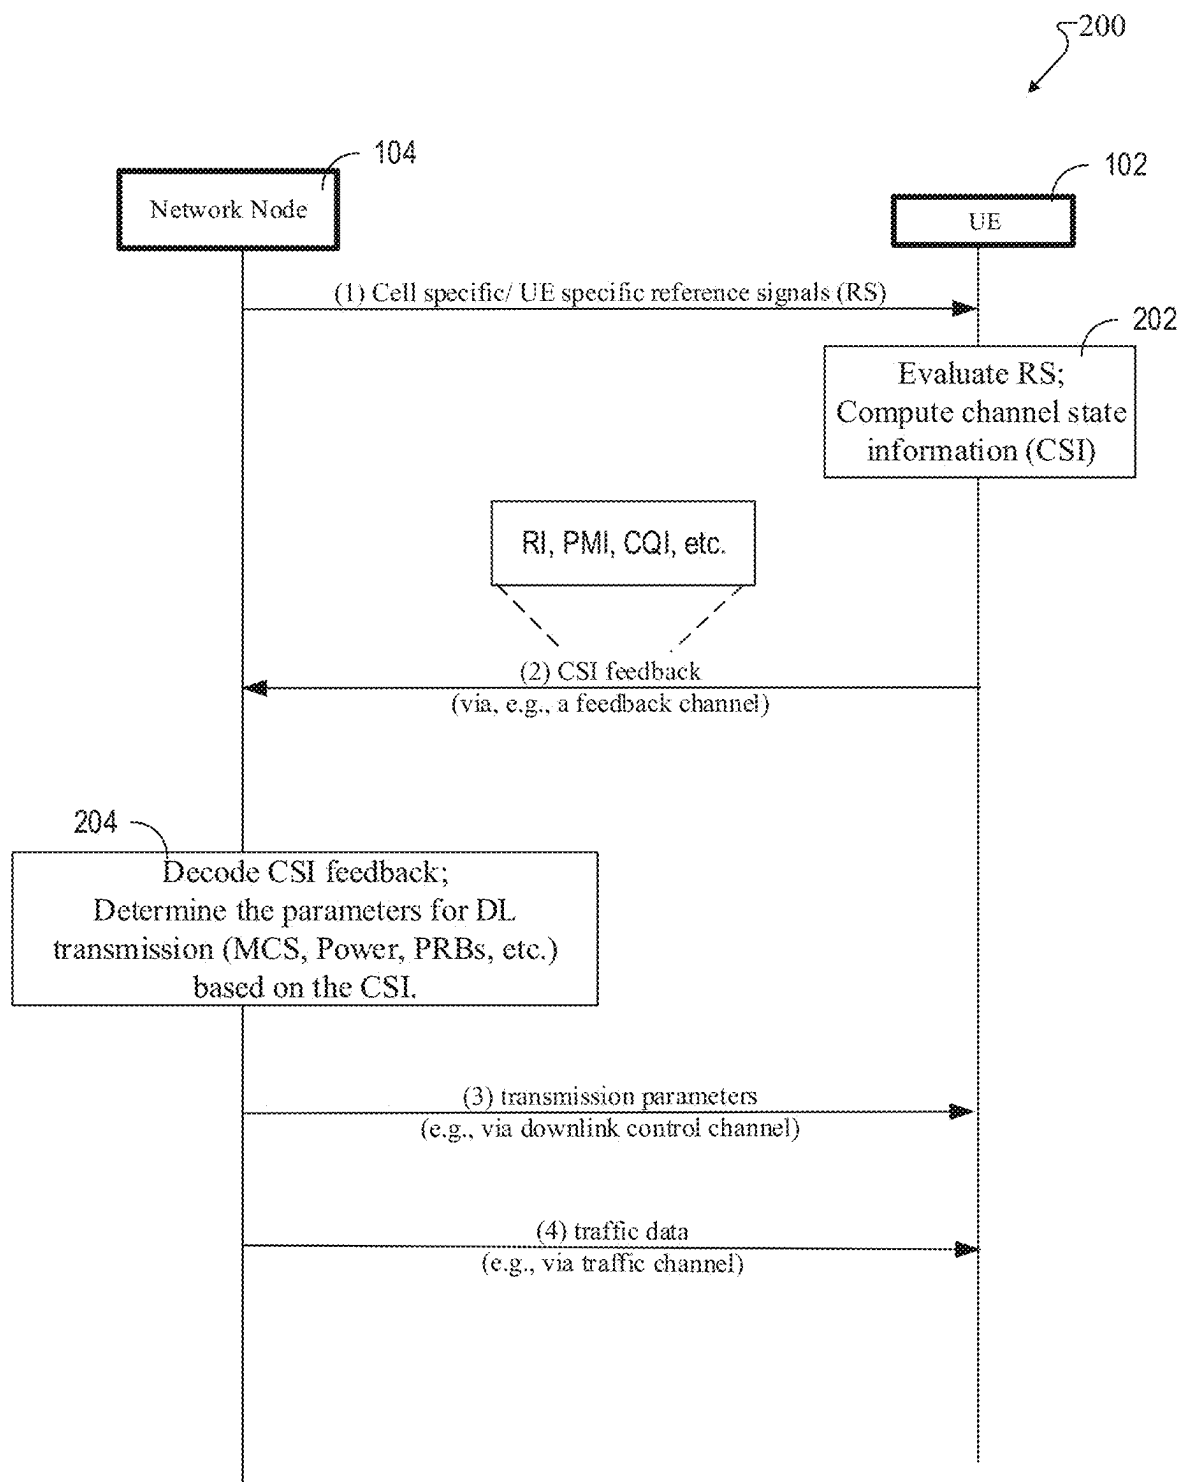 200
104
Network Node
102
UE
(1) Cell specific/ UE specific reference signals (RS)
202
Evaluate RS;
Compute channel state
information (CSI)
RI, PMI, CQI, etc.
(2) CSI feedback
(via, e.g., a feedback channel)
204
Decode CSI feedback;
Determine the parameters for DL
transmission (MCS, Power, PRBs, etc.)
based on the CSI.
(3) transmission parameters
(e.g., via downlink control channel)
(4) traffic data
(e.g., via traffic channel)